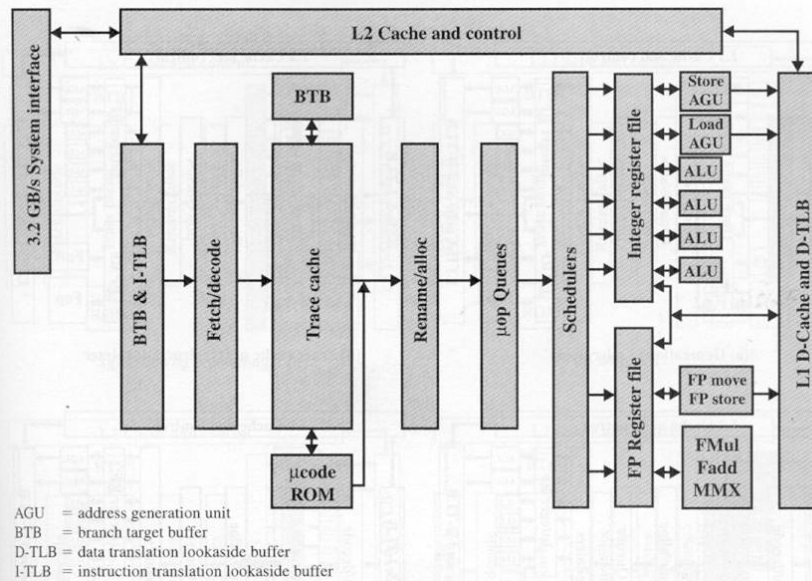 L2 Cache and control
3.2 GB/s System interface
BTB
BTB & I-TLB
Fetch/decode
Trace cache
µcode
ROM
Rename/alloc
µop Queues
Schedulers
Integer register file
FP Register file
Store
AGU
Load
AGU
ALU
ALU
ALU
ALU
FP move
FP store
FMul
Fadd
MMX
L1 D-Cache and D-TLB
AGU = address generation unit
BTB = branch target buffer
D-TLB = data translation lookaside buffer
I-TLB = instruction translation lookaside buffer